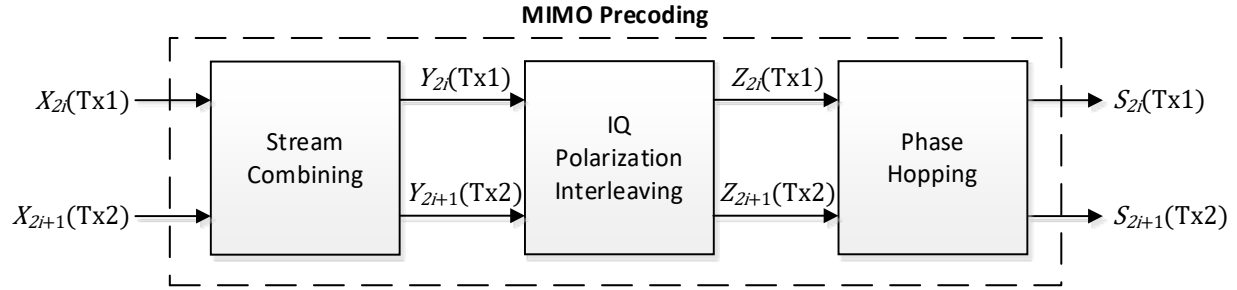 MIMO Precoding
X2i(Tx1)
X2i+1(Tx2)
Stream
Combining
Y2i(Tx1)
Y2i+1(Tx2)
IQ
Polarization
Interleaving
Z2i(Tx1)
Z2i+1(Tx2)
Phase
Hopping
S2i(Tx1)
S2i+1(Tx2)